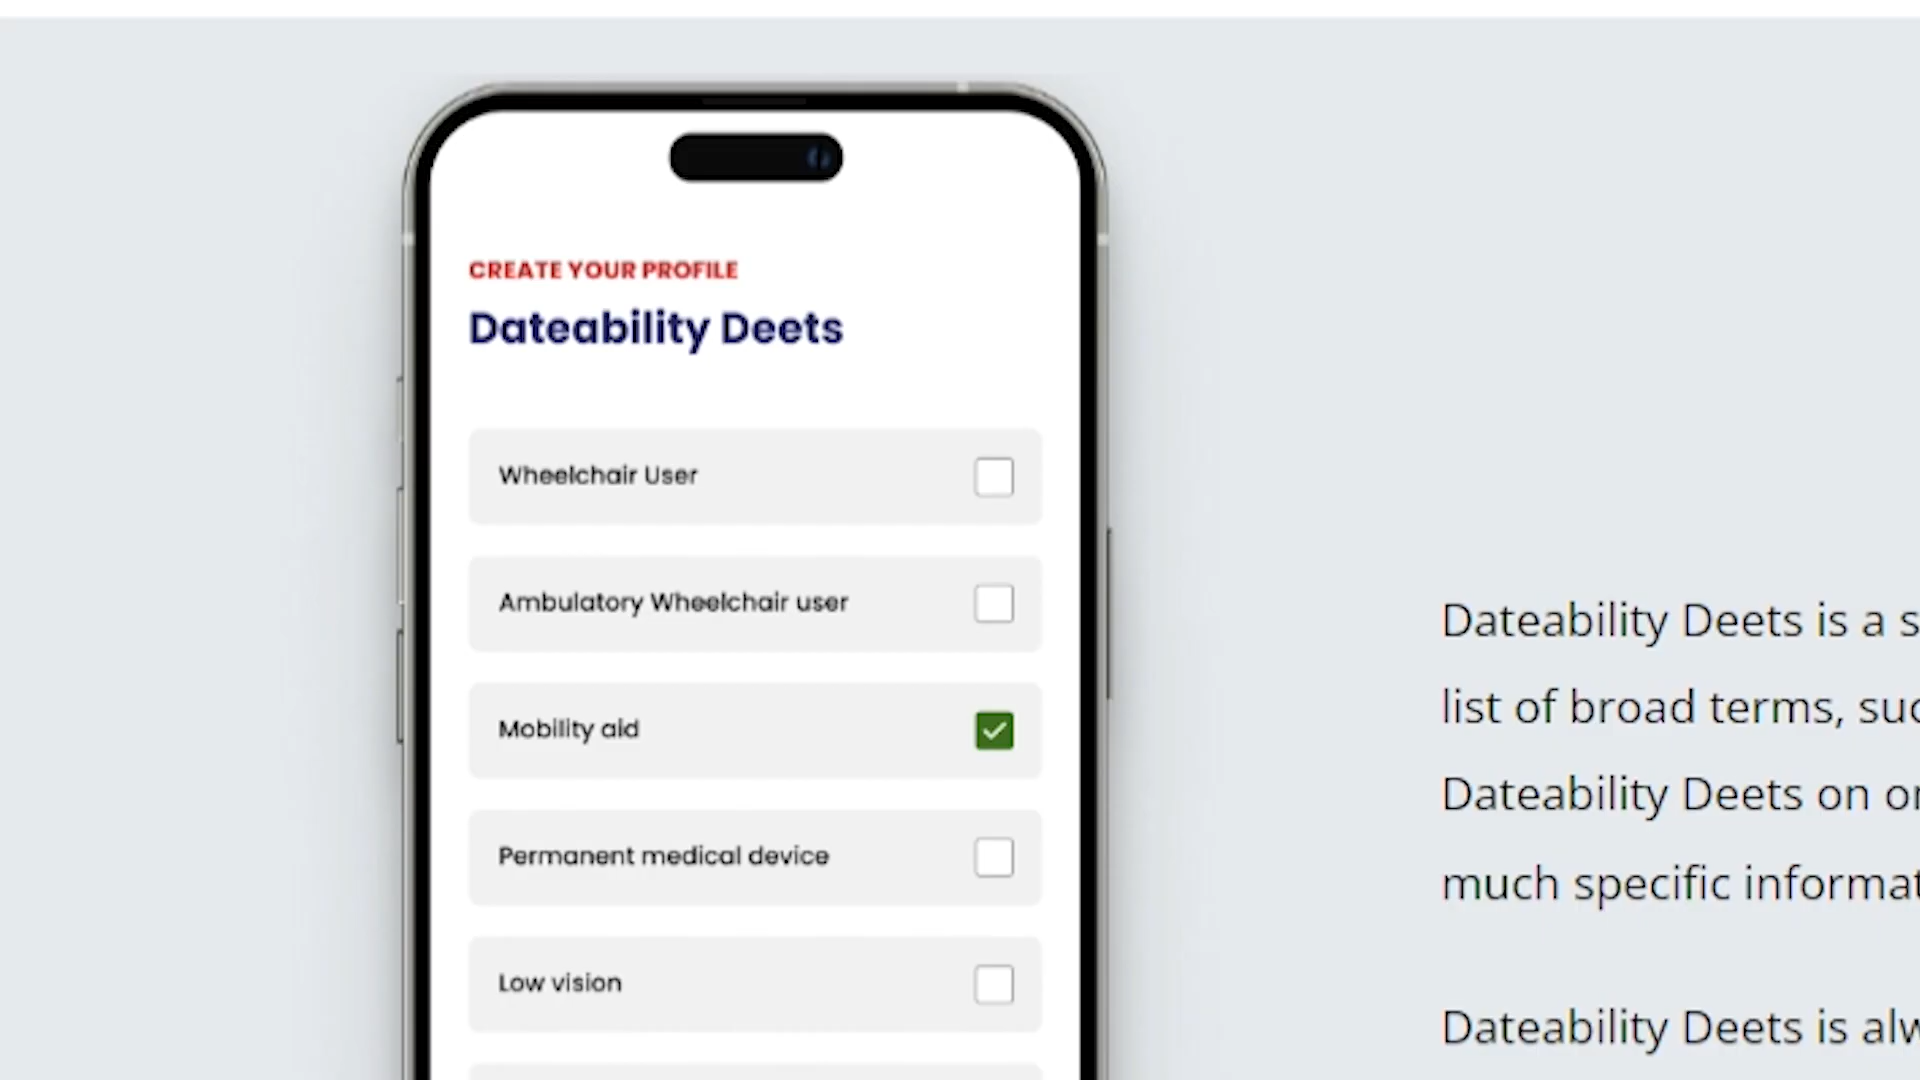 CREATE YOUR PROFILE
Dateability Deets
Wheelchair User
Ambulatory Wheelchair user
Mobility aid
Permanent medical device
Low vision
Dateability Deets is a
list of broad terms,
Dateability Deets on
much specific
Dateability Deets is